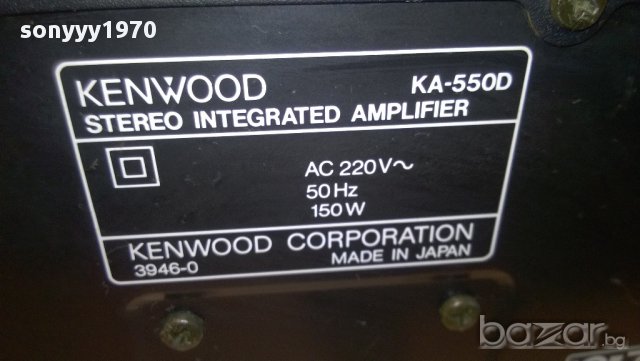 sonyyy1970
KENWOOD KA-550D
STEREO INTEGRATED AMPLIFIER
AC 220V~
50Hz
150W
KENWOOD CORPORATION
3946-0 MADE IN JAPAN
bazar.bg